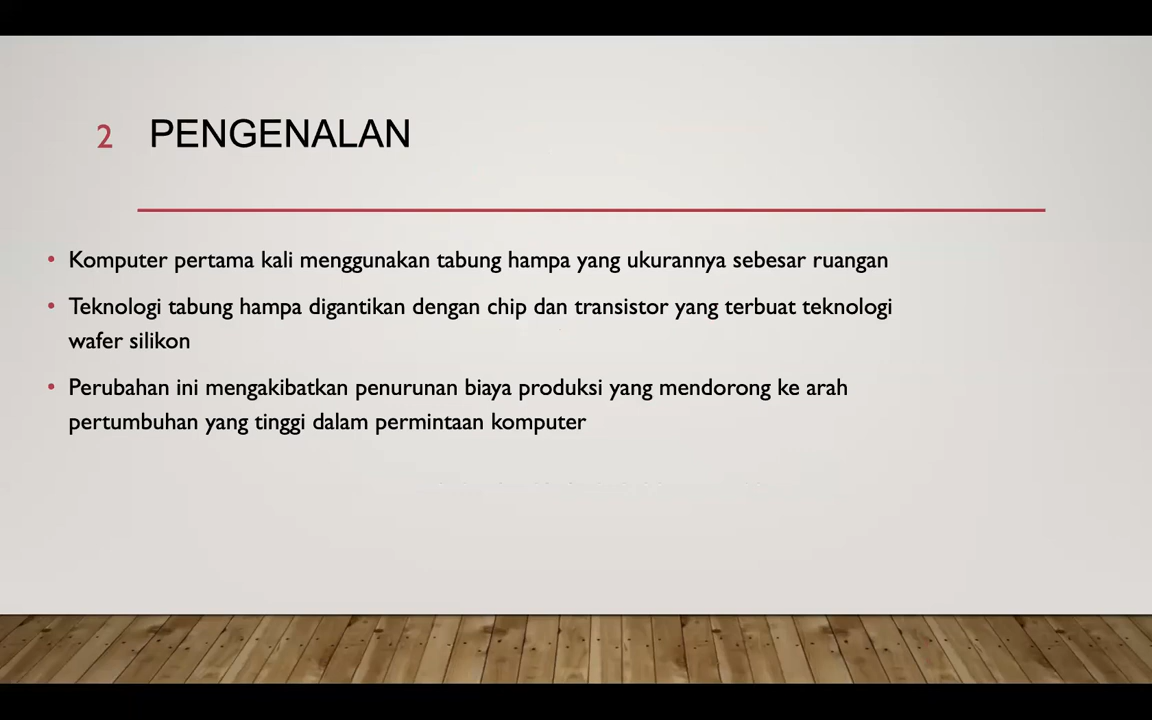 2 PENGENALAN
• Komputer pertama kali menggunakan tabung hampa yang ukurannya sebesar ruangan
• Teknologi tabung hampa digantikan dengan chip dan transistor yang terbuat teknologi
wafer silikon
• Perubahan ini mengakibatkan penurunan biaya produksi yang mendorong ke arah
pertumbuhan yang tinggi dalam permintaan komputer